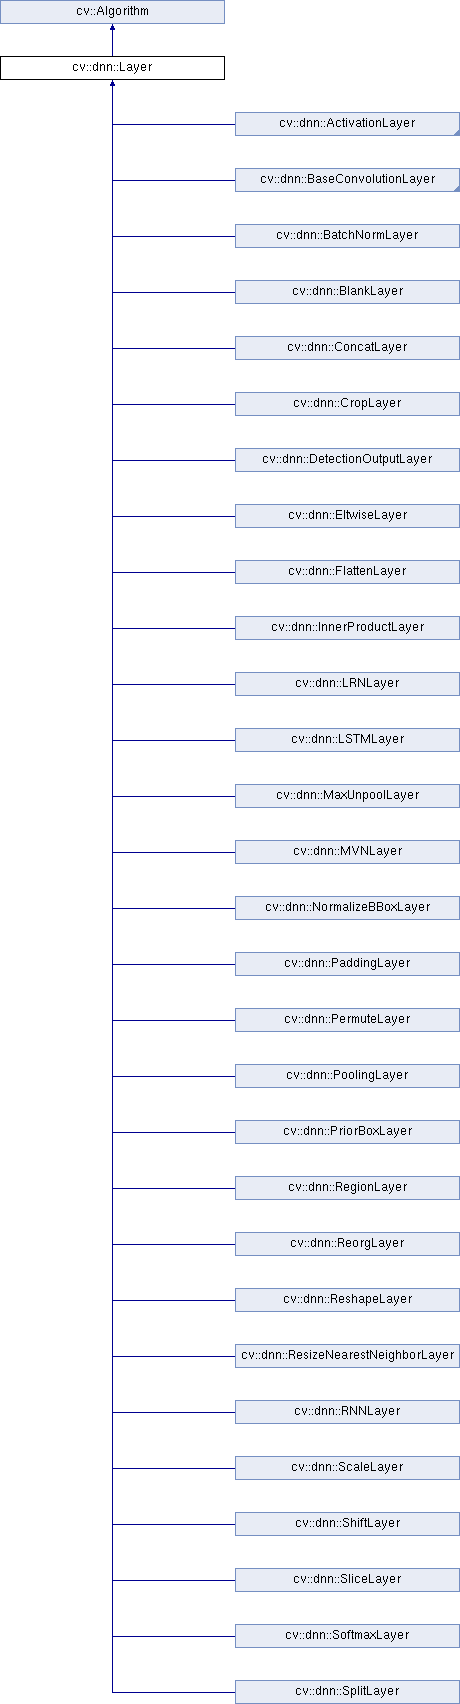 cv::Algorithm
cv::dnn::Layer
cv::dnn::ActivationLayer
cv::dnn::BaseConvolutionLayer
cv::dnn::BatchNormLayer
cv::dnn::BlankLayer
cv::dnn::ConcatLayer
cv::dnn::CropLayer
cv::dnn::DetectionOutputLayer
cv::dnn::EltwiseLayer
cv::dnn::FlattenLayer
cv::dnn::InnerProductLayer
cv::dnn::LRNLayer
cv::dnn::LSTMLayer
cv::dnn::MaxUnpoolLayer
cv::dnn::MVNLayer
cv::dnn::NormalizeBBoxLayer
cv::dnn::PaddingLayer
cv::dnn::PermuteLayer
cv::dnn::PoolingLayer
cv::dnn::PriorBoxLayer
cv::dnn::RegionLayer
cv::dnn::ReorgLayer
cv::dnn::ReshapeLayer
cv::dnn::ResizeNearestNeighborLayer
cv::dnn::RNNLayer
cv::dnn::ScaleLayer
cv::dnn::ShiftLayer
cv::dnn::SliceLayer
cv::dnn::SoftmaxLayer
cv::dnn::SplitLayer